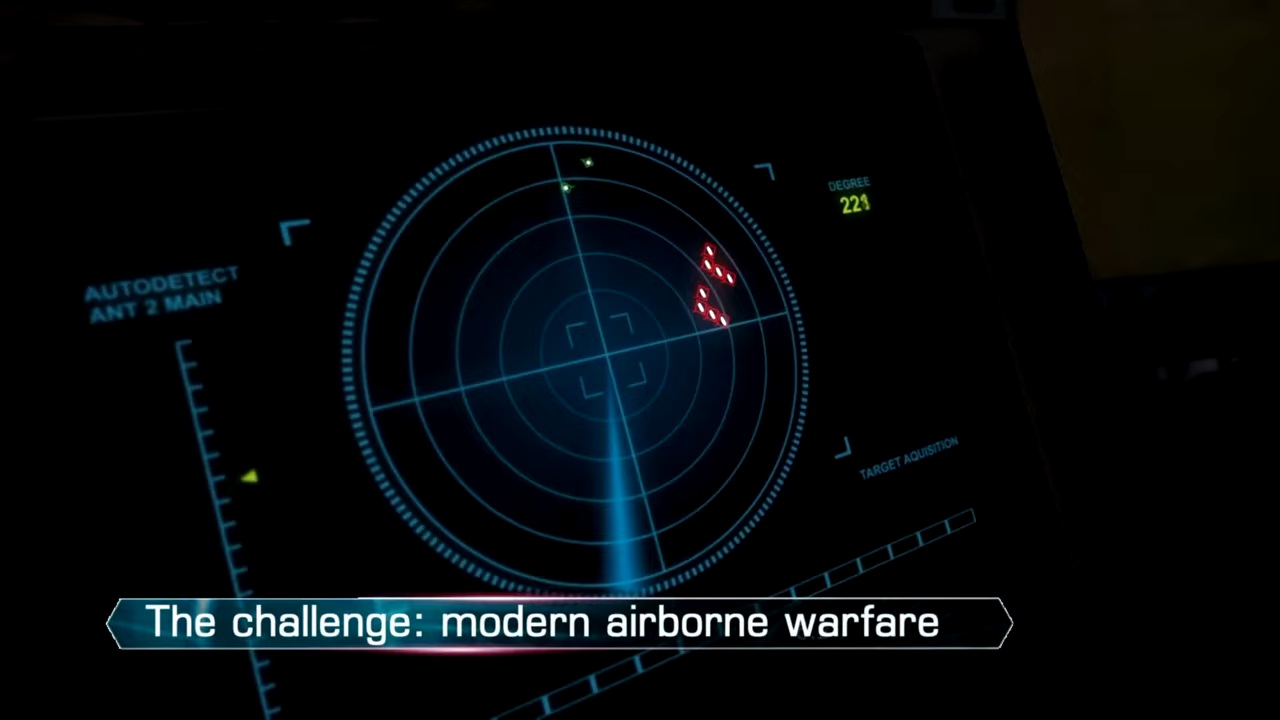 DEGREE
221
AUTODETECT
ANT 2 MAIN
TARGET AQUISITION
The challenge: modern airborne warfare